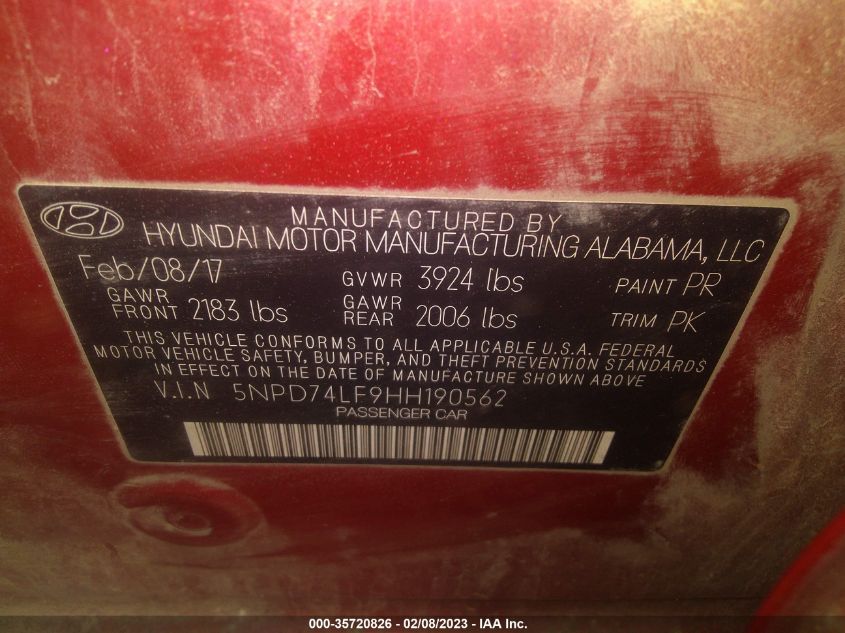 MANUFACTURED BY
HYUNDAI MOTOR MANUFACTURING ALABAMA, LLC
Feb/08/17 GVWR 3924 lbs PAINT PR
GAWR FRONT 2183 lbs GAWR REAR 2006 lbs TRIM PK
THIS VEHICLE CONFORMS TO ALL APPLICABLE U.S.A. FEDERAL
MOTOR VEHICLE SAFETY, BUMPER, AND THEFT PREVENTION STANDARDS
IN EFFECT ON THE DATE OF MANUFACTURE SHOWN ABOVE
V.I.N 5NPD74LF9HH190562
PASSENGER CAR
000-35720826 - 02/08/2023 - IAA Inc.